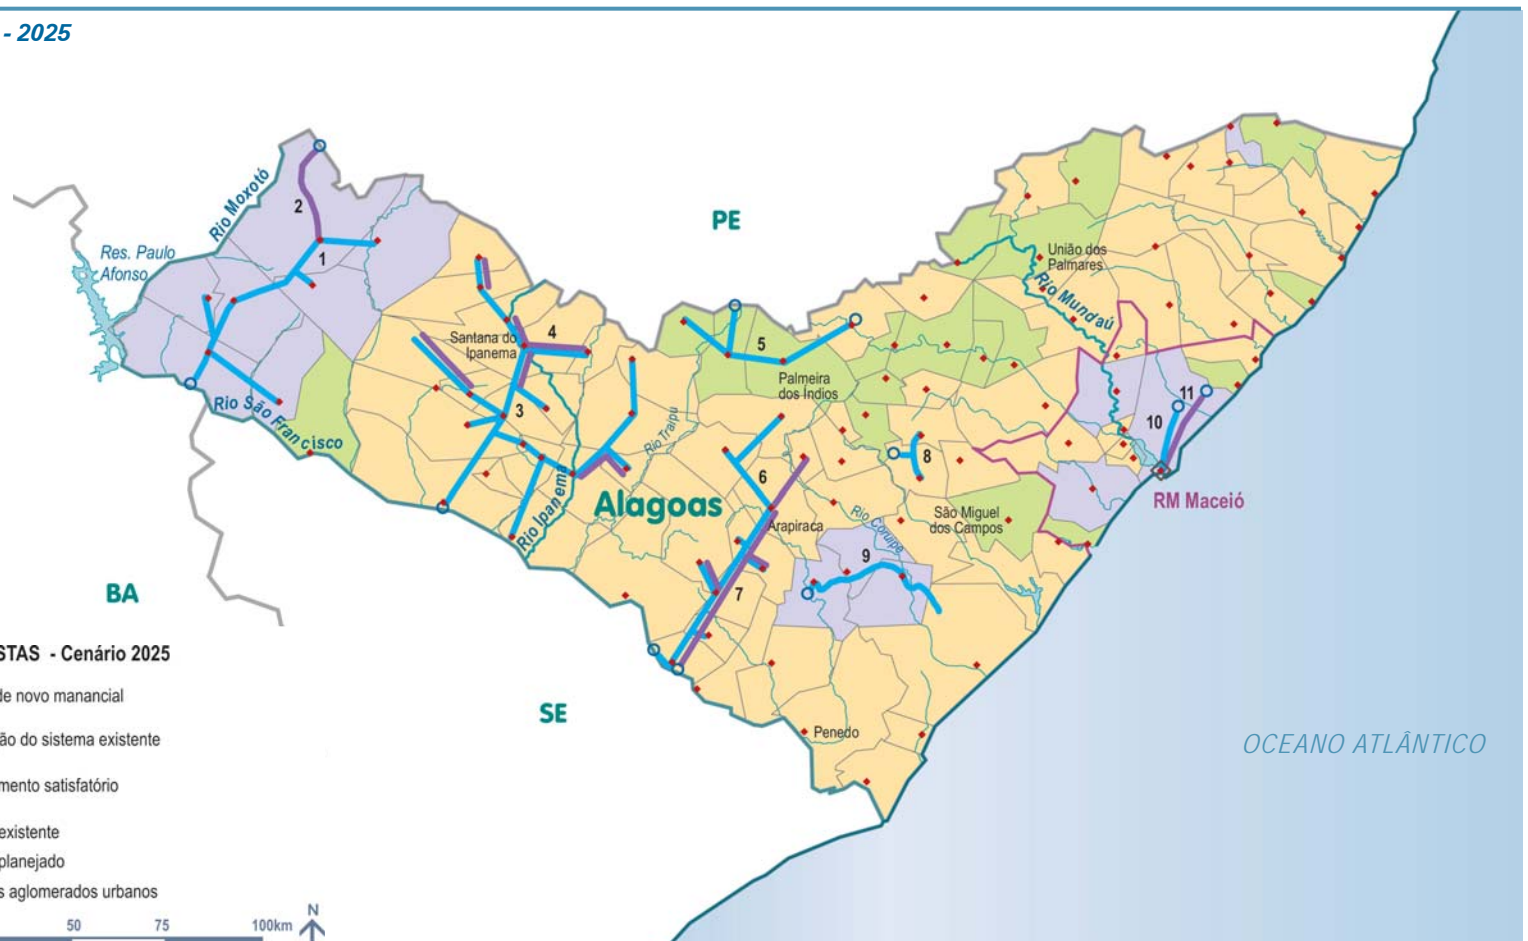 - 2025
Rio Moxotó
2
PE
Res. Paulo
Afonso
1
União dos
Palmares
Rio Mundaú
Santana do
Ipanema
4
5
Palmeira
dos Índios
3
Rio São Francisco
Rio Traipu
11
10
8
6
Rio Ipanema
Alagoas
RM Maceió
Arapiraca
Rio Coruipe
São Miguel
dos Campos
9
7
BA
STAS - Cenário 2025
de novo manancial
SE
Penedo
ão do sistema existente
OCEANO ATLÂNTICO
mento satisfatório
existente
planejado
s aglomerados urbanos
N
50 75 100km